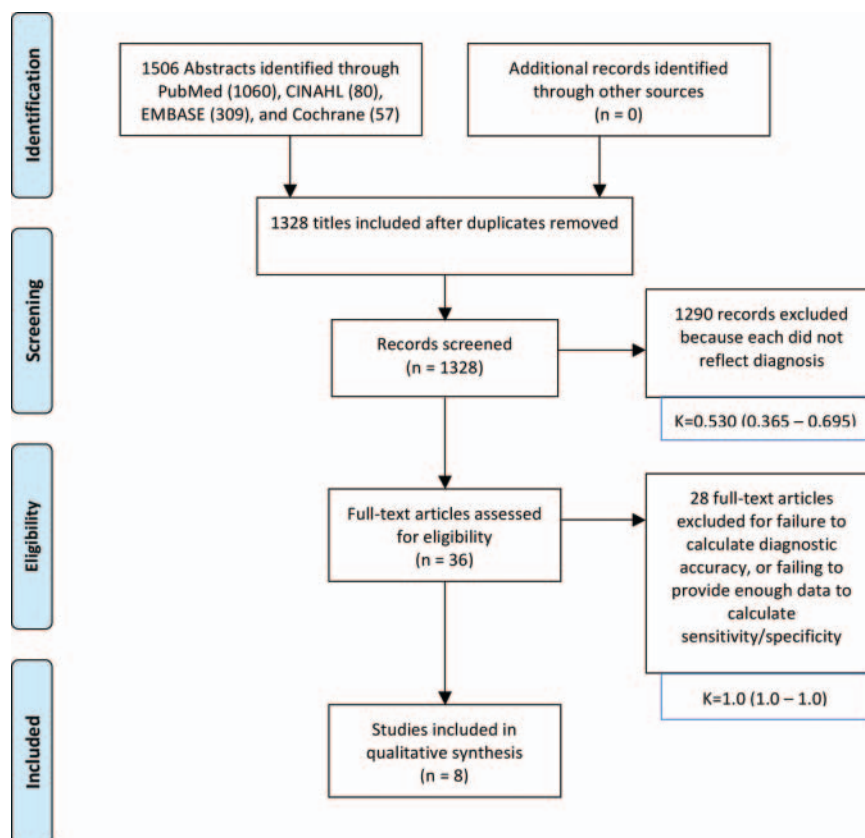 Identification
1506 Abstracts identified through
PubMed (1060), CINAHL (80),
EMBASE (309), and Cochrane (57)
Additional records identified
through other sources
(n = 0)
1328 titles included after duplicates removed
Screening
Records screened
(n = 1328)
1290 records excluded
because each did not
reflect diagnosis
K=0.530 (0.365 – 0.695)
Eligibility
Full-text articles assessed
for eligibility
(n = 36)
28 full-text articles
excluded for failure to
calculate diagnostic
accuracy, or failing to
provide enough data to
calculate
sensitivity/specificity
K=1.0 (1.0 – 1.0)
Included
Studies included in
qualitative synthesis
(n = 8)